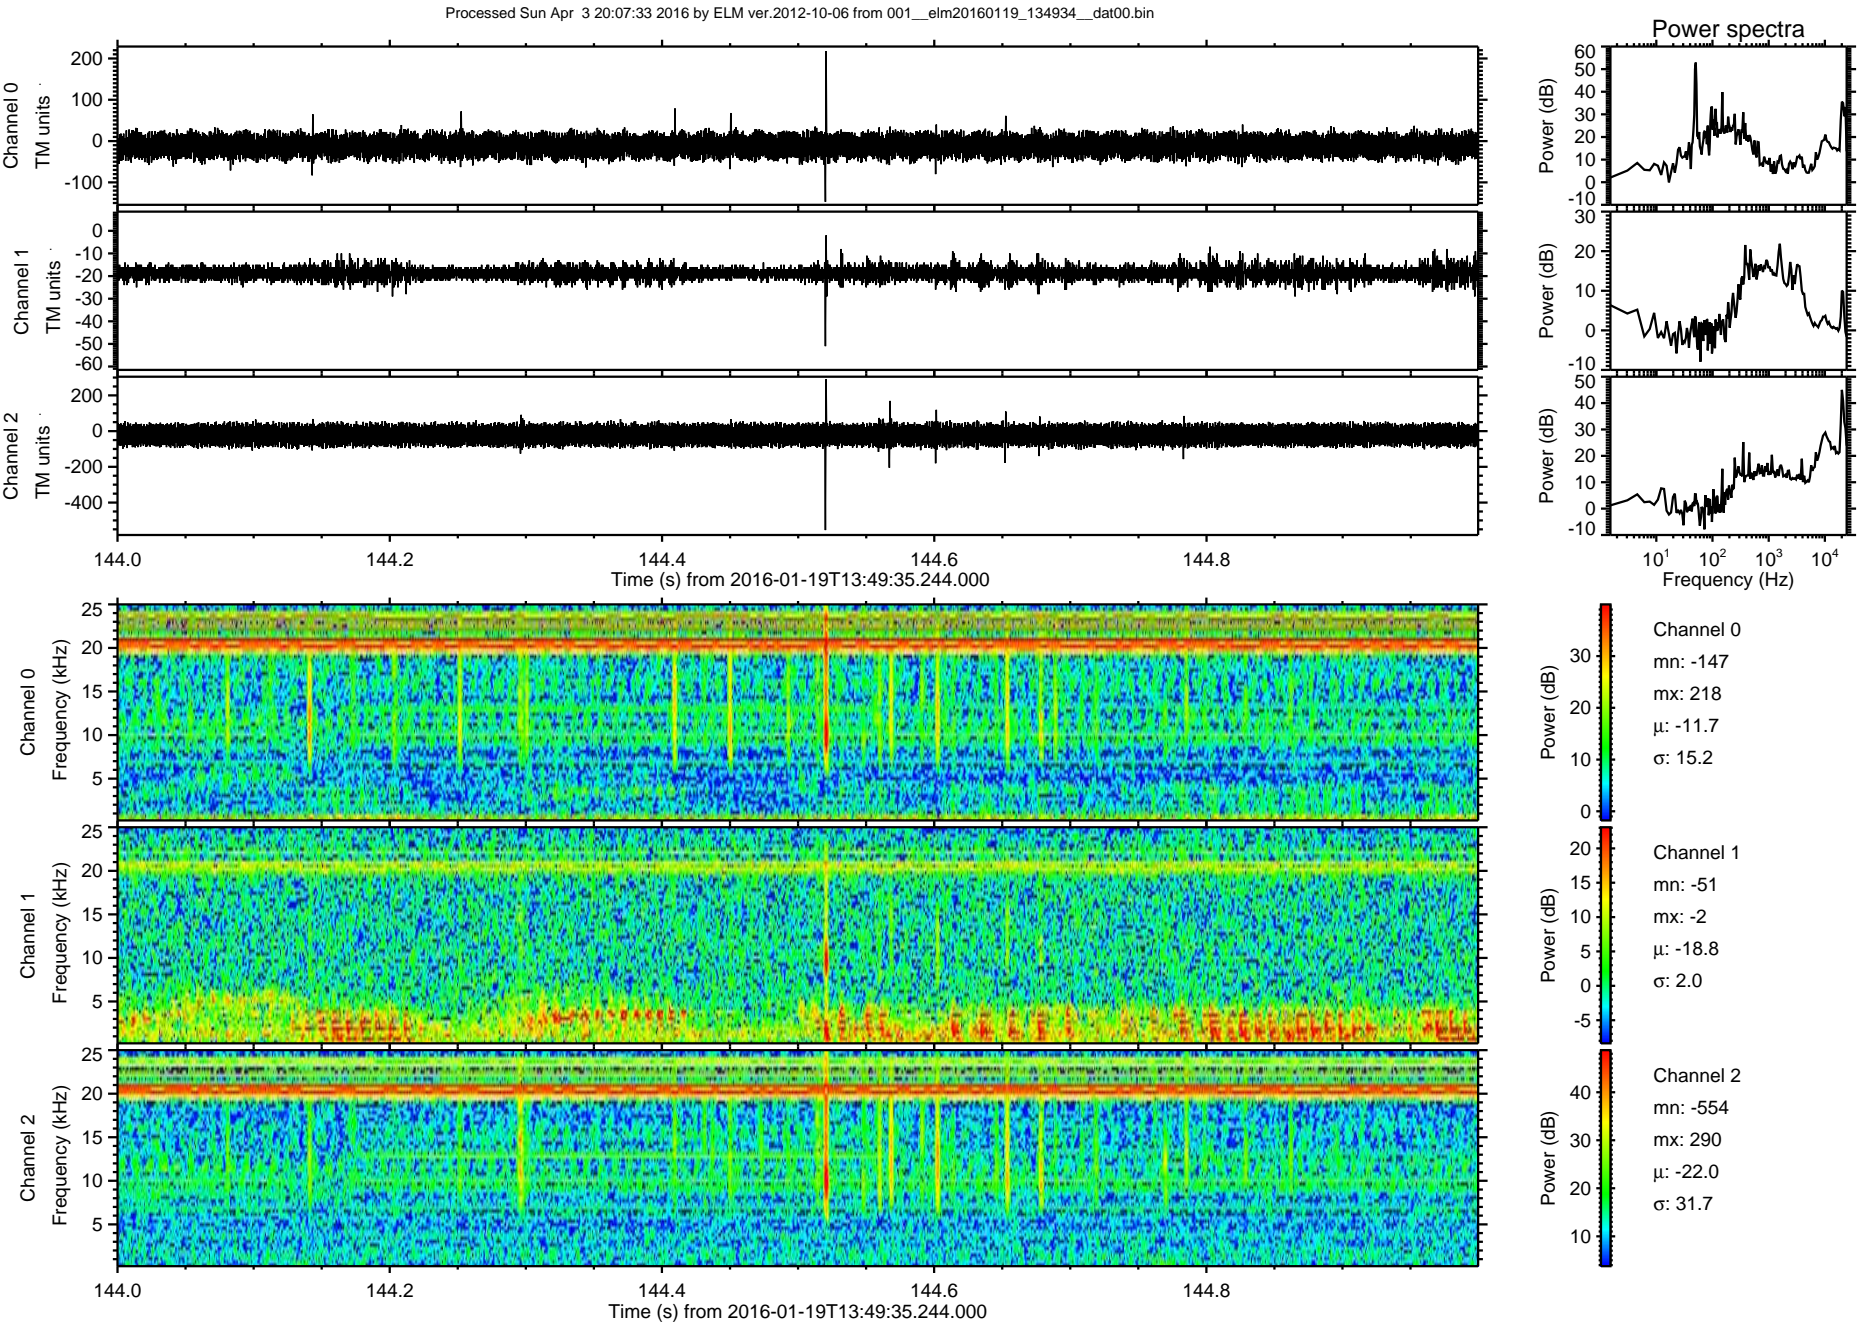 Processed Sun Apr  3 20:07:33 2016 by ELM ver.2012-10-06 from 001__elm20160119_134934__dat00.bin
Power spectra
Channel 0
TM units
200
100
0
-100
Power (dB)
60
50
40
30
20
10
0
-10
Channel 1
TM units
0
-10
-20
-30
-40
-50
-60
Power (dB)
30
20
10
0
-10
Channel 2
TM units
200
0
-200
-400
Power (dB)
50
40
30
20
10
0
-10
144.0 144.2 144.4 144.6 144.8
Time (s) from 2016-01-19T13:49:35.244.000
10^1 10^2 10^3 10^4
Frequency (Hz)
Channel 0
Frequency (kHz)
25
20
15
10
5
Power (dB)
30
20
10
0
Channel 0
mn: -147
mx: 218
μ: -11.7
σ: 15.2
Channel 1
Frequency (kHz)
25
20
15
10
5
Power (dB)
20
15
10
5
0
-5
Channel 1
mn: -51
mx: -2
μ: -18.8
σ: 2.0
Channel 2
Frequency (kHz)
25
20
15
10
5
Power (dB)
40
30
20
10
Channel 2
mn: -554
mx: 290
μ: -22.0
σ: 31.7
144.0 144.2 144.4 144.6 144.8
Time (s) from 2016-01-19T13:49:35.244.000